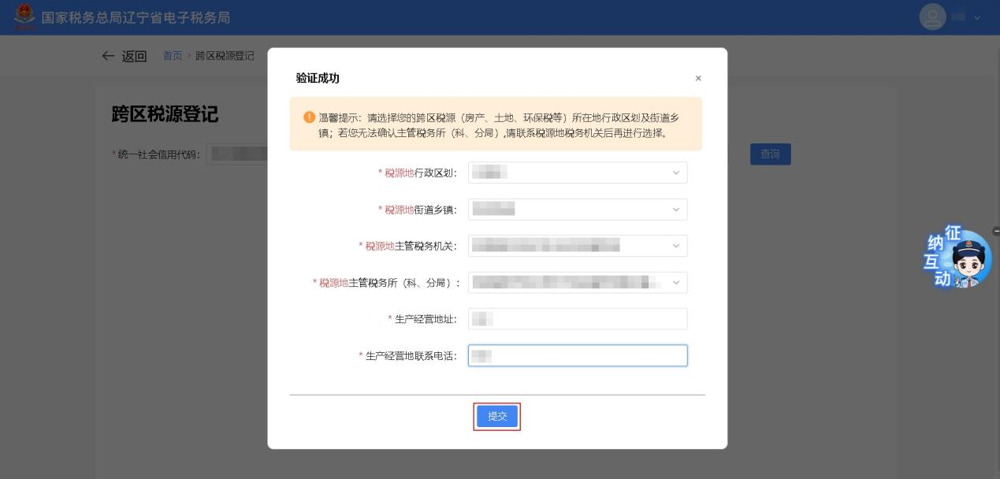 国家税务总局辽宁省电子税务局
返回 首页 > 跨区税源登记
跨区税源登记
*统一社会信用代码：
查询
验证成功
×
温馨提示：请选择您的跨区税源（房产、土地、环保税等）所在地行政区划及街道乡
镇；若您无法确认主管税务所（科、分局）,请联系税源地税务机关后再进行选择。
*税源地行政区划：
*税源地街道乡镇：
*税源地主管税务机关：
*税源地主管税务所（科、分局）：
*生产经营地址：
*生产经营地联系电话：
提交
征
纳
互
动